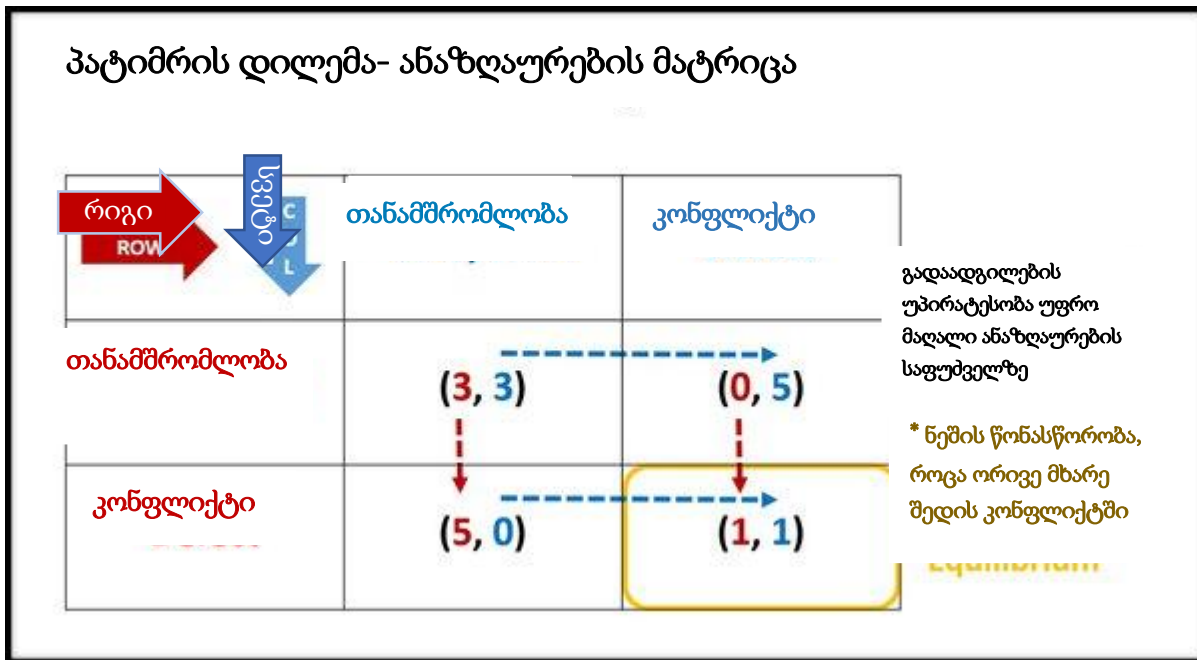 პატიმრის დილემა- ანაზღაურების მატრიცა
რიგი
სვეტი
ROW
C
L
თანამშრომლობა
კონფლიქტი
გადაადგილების
უპირატესობა უფრო
მაღალი ანაზღაურების
საფუძველზე
თანამშრომლობა
(3, 3)
(0, 5)
* ნეშის წონასწორობა,
როცა ორივე მხარე
შედის კონფლიქტში
კონფლიქტი
(5, 0)
(1, 1)
Equilibrium